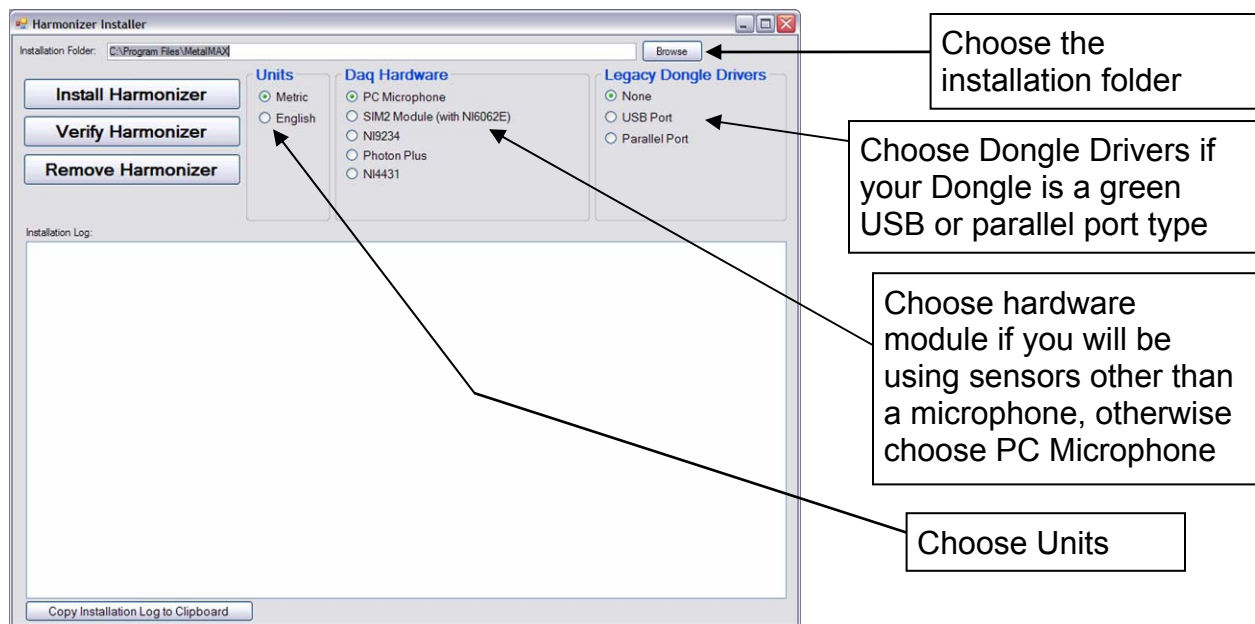 Harmonizer Installer
Installation Folder: C:\Program Files\MetalMAX Browse
Install Harmonizer
Verify Harmonizer
Remove Harmonizer
Units
Metric
English
Daq Hardware
PC Microphone
SIM2 Module (with NI6062E)
NI9234
Photon Plus
NI4431
Legacy Dongle Drivers
None
USB Port
Parallel Port
Installation Log:
Copy Installation Log to Clipboard
Choose the
installation folder
Choose Dongle Drivers if
your Dongle is a green
USB or parallel port type
Choose hardware
module if you will be
using sensors other than
a microphone, otherwise
choose PC Microphone
Choose Units